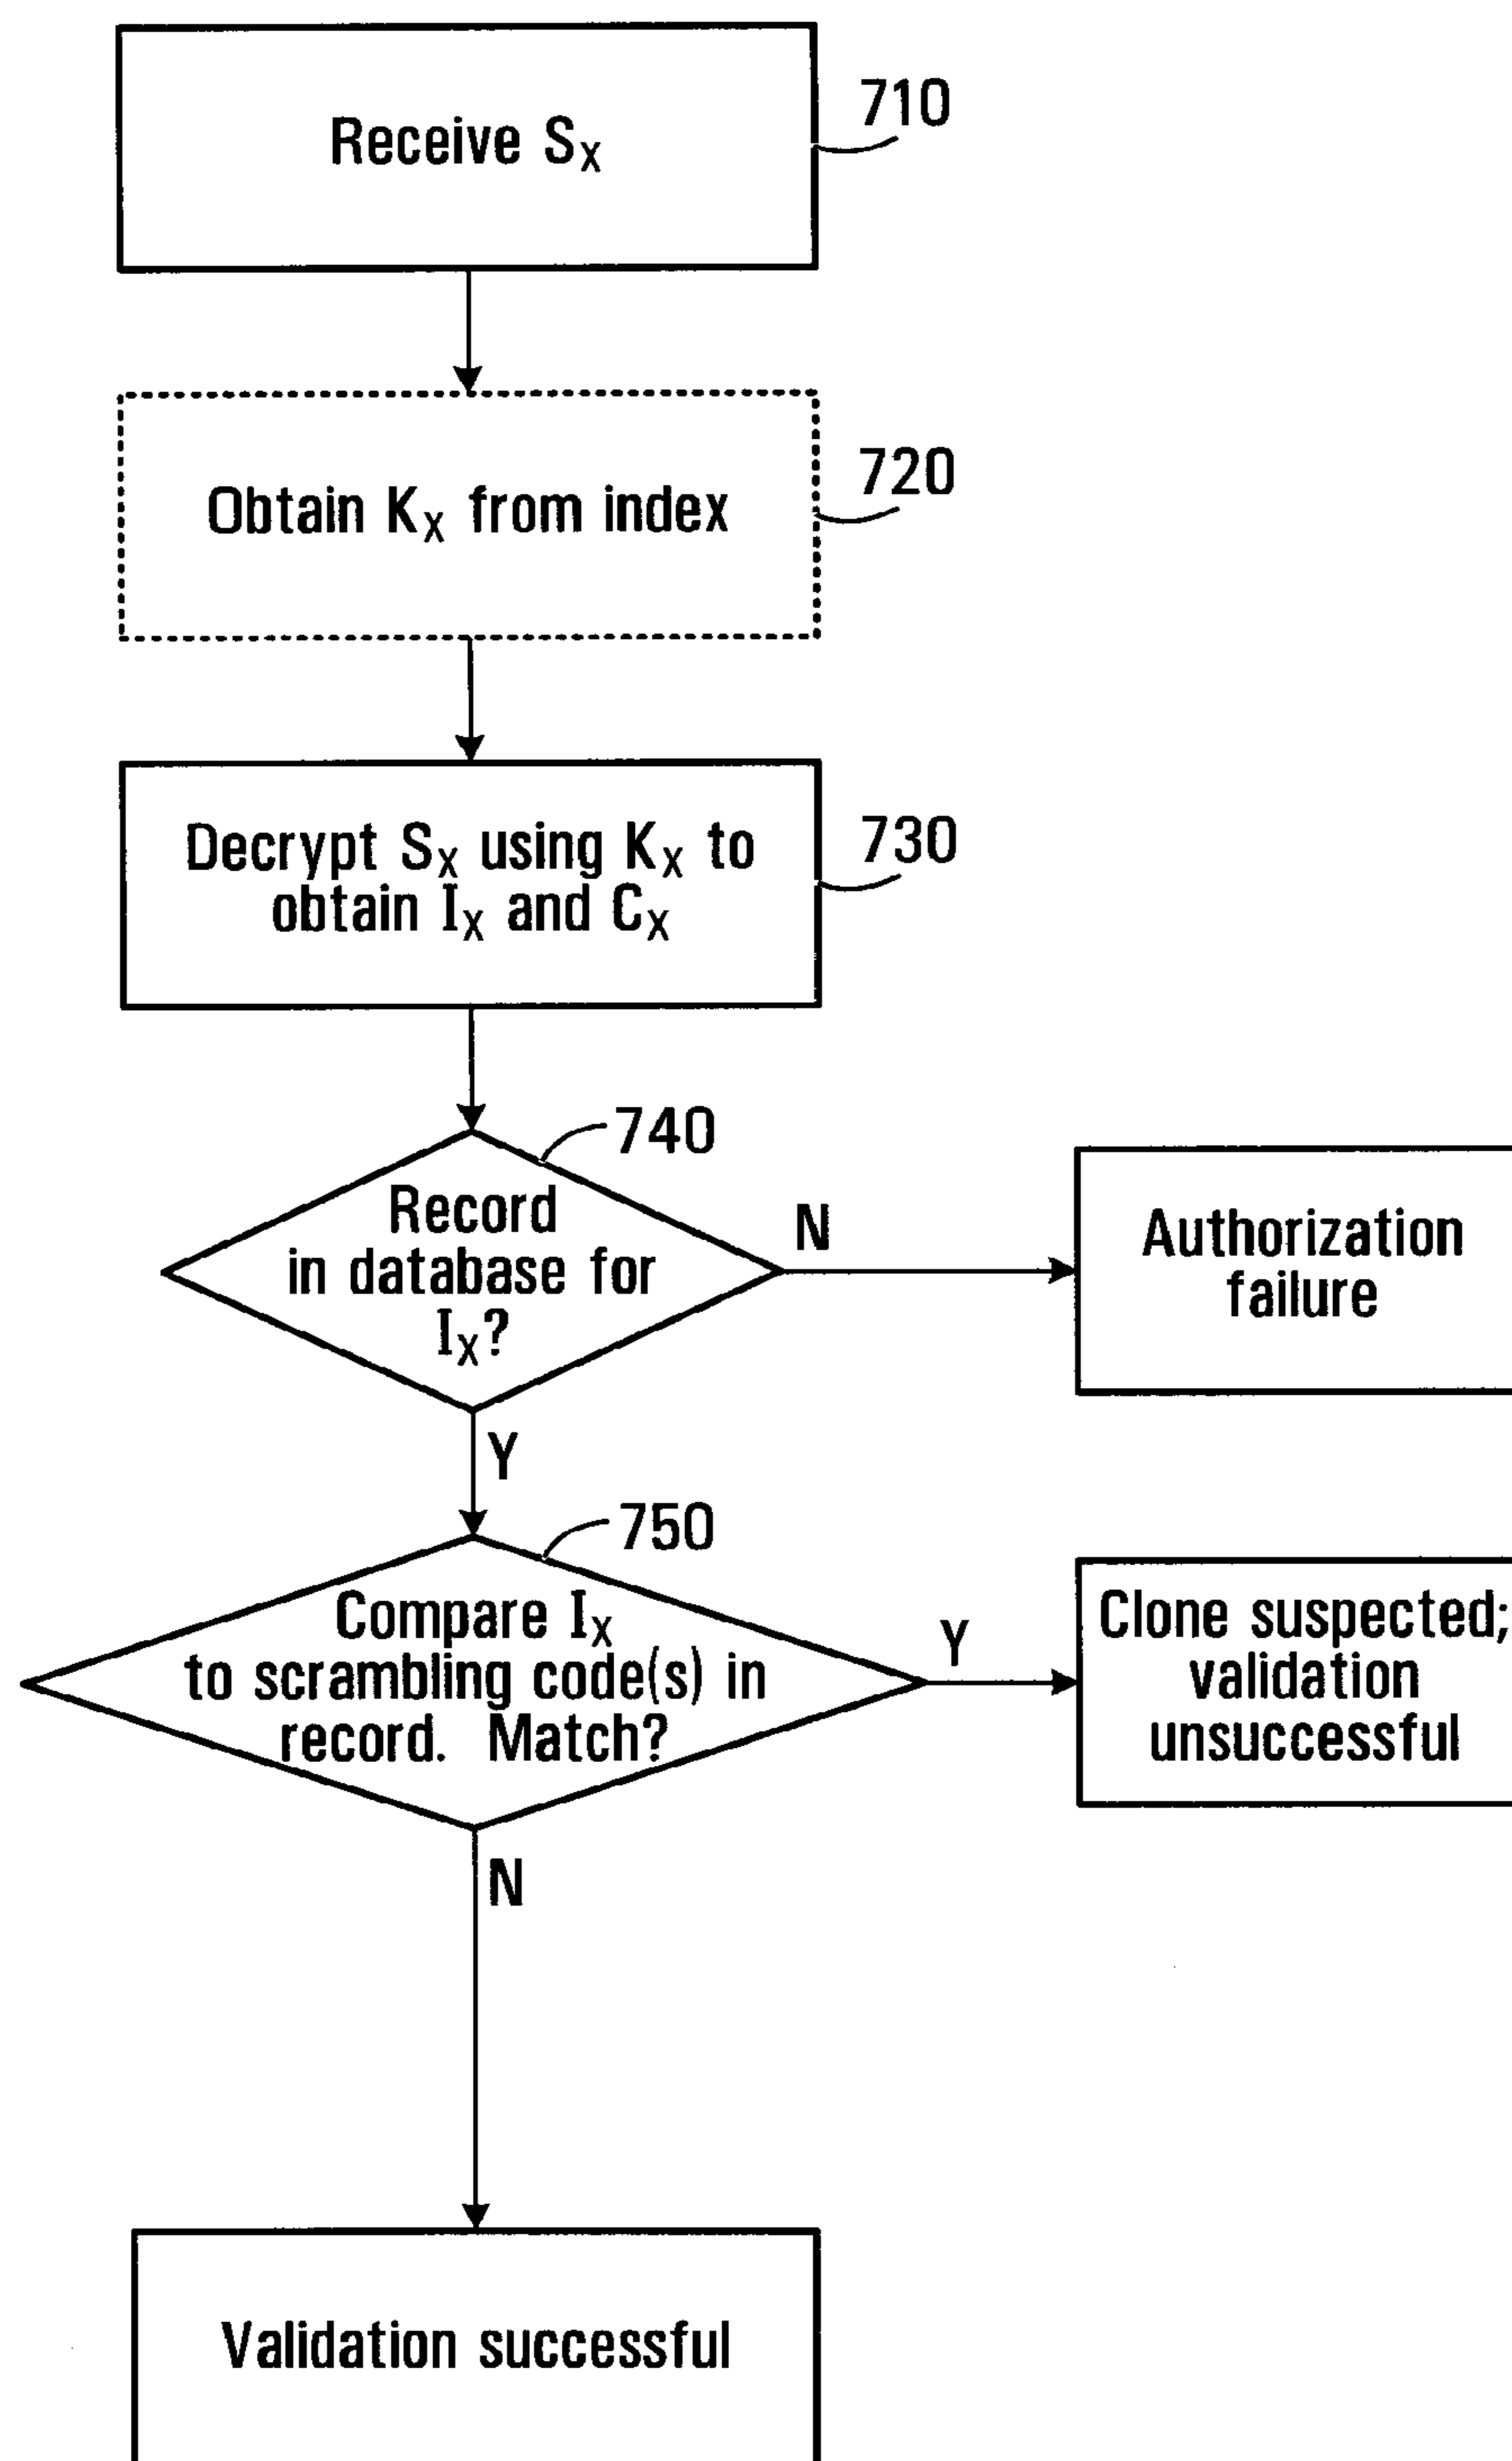 Receive Sx
710
Obtain Kx from index
720
Decrypt Sx using Kx to
obtain Ix and Cx
730
740
Record
in database for
Ix?
N
Authorization
failure
Y
750
Compare Ix
to scrambling code(s) in
record. Match?
Y
Clone suspected;
validation
unsuccessful
N
Validation successful